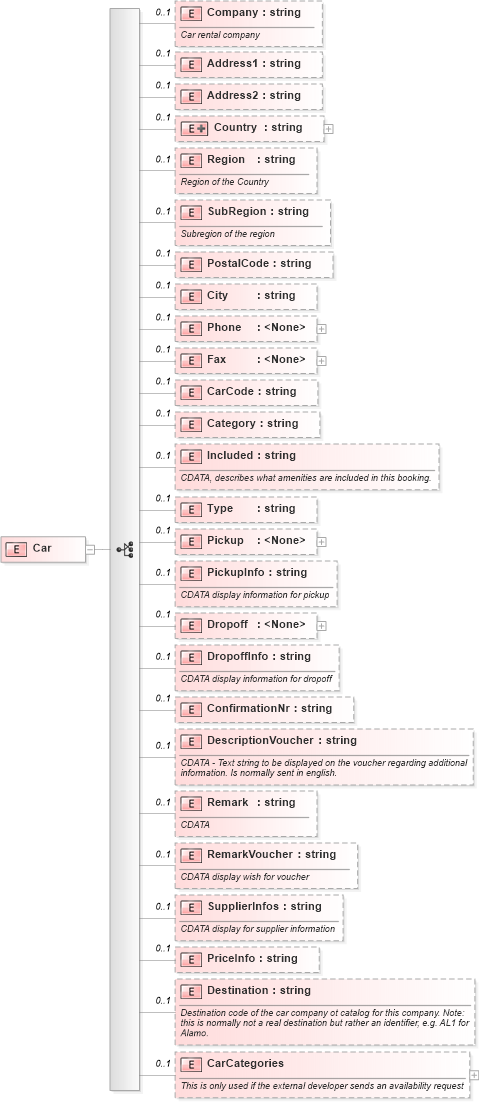 0..1
E Company : string
Car rental company
0..1
E Address1 : string
0..1
E Address2 : string
0..1
E Country : string
0..1
E Region : string
Region of the Country
0..1
E SubRegion : string
Subregion of the region
0..1
E PostalCode : string
0..1
E City : string
0..1
E Phone : <None>
0..1
E Fax : <None>
0..1
E CarCode : string
0..1
E Category : string
0..1
E Included : string
CDATA, describes what amenities are included in this booking.
0..1
E Type : string
0..1
E Pickup : <None>
E Car
0..1
E PickupInfo : string
CDATA display information for pickup
0..1
E Dropoff : <None>
0..1
E DropoffInfo : string
CDATA display information for dropoff
0..1
E ConfirmationNr : string
0..1
E DescriptionVoucher : string
CDATA - Text string to be displayed on the voucher regarding additional
information. Is normally sent in english.
0..1
E Remark : string
CDATA
0..1
E RemarkVoucher : string
CDATA display wish for voucher
0..1
E SupplierInfos : string
CDATA display for supplier information
0..1
E PriceInfo : string
0..1
E Destination : string
Destination code of the car company ot catalog for this company. Note:
this is normally not a real destination but rather an identifier, e.g. AL1 for
Alamo.
0..1
E CarCategories
This is only used if the external developer sends an availability request